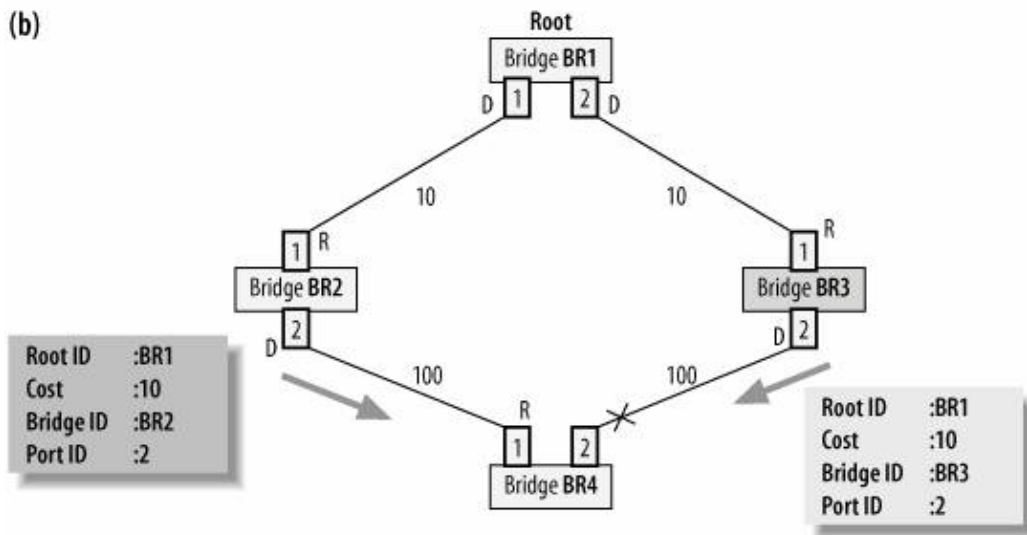 (b)
Root
Bridge BR1
D 1 2 D
10 10
1 R
1 R
Bridge BR2
Bridge BR3
2
D
2
D
Root ID :BR1
Cost :10
Bridge ID :BR2
Port ID :2
100
100
Root ID :BR1
Cost :10
Bridge ID :BR3
Port ID :2
R
1 2
Bridge BR4